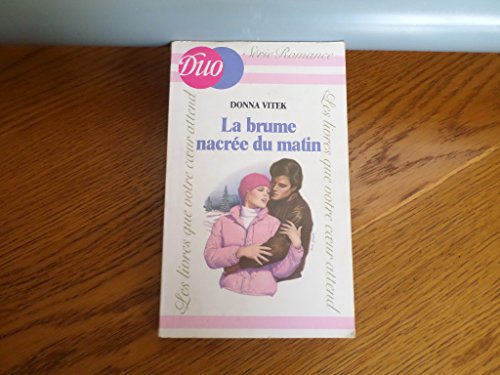 Duo
Série Romance
DONNA VITEK
La brume
nacrée du matin
Les livres que votre cœur attend
Les livres que votre cœur attend